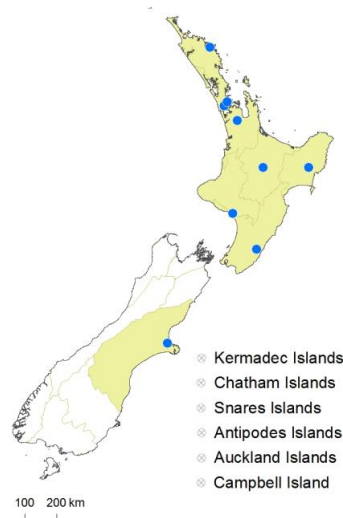 Kermadec Islands
Chatham Islands
Snares Islands
Antipodes Islands
Auckland Islands
Campbell Island
100 200 km